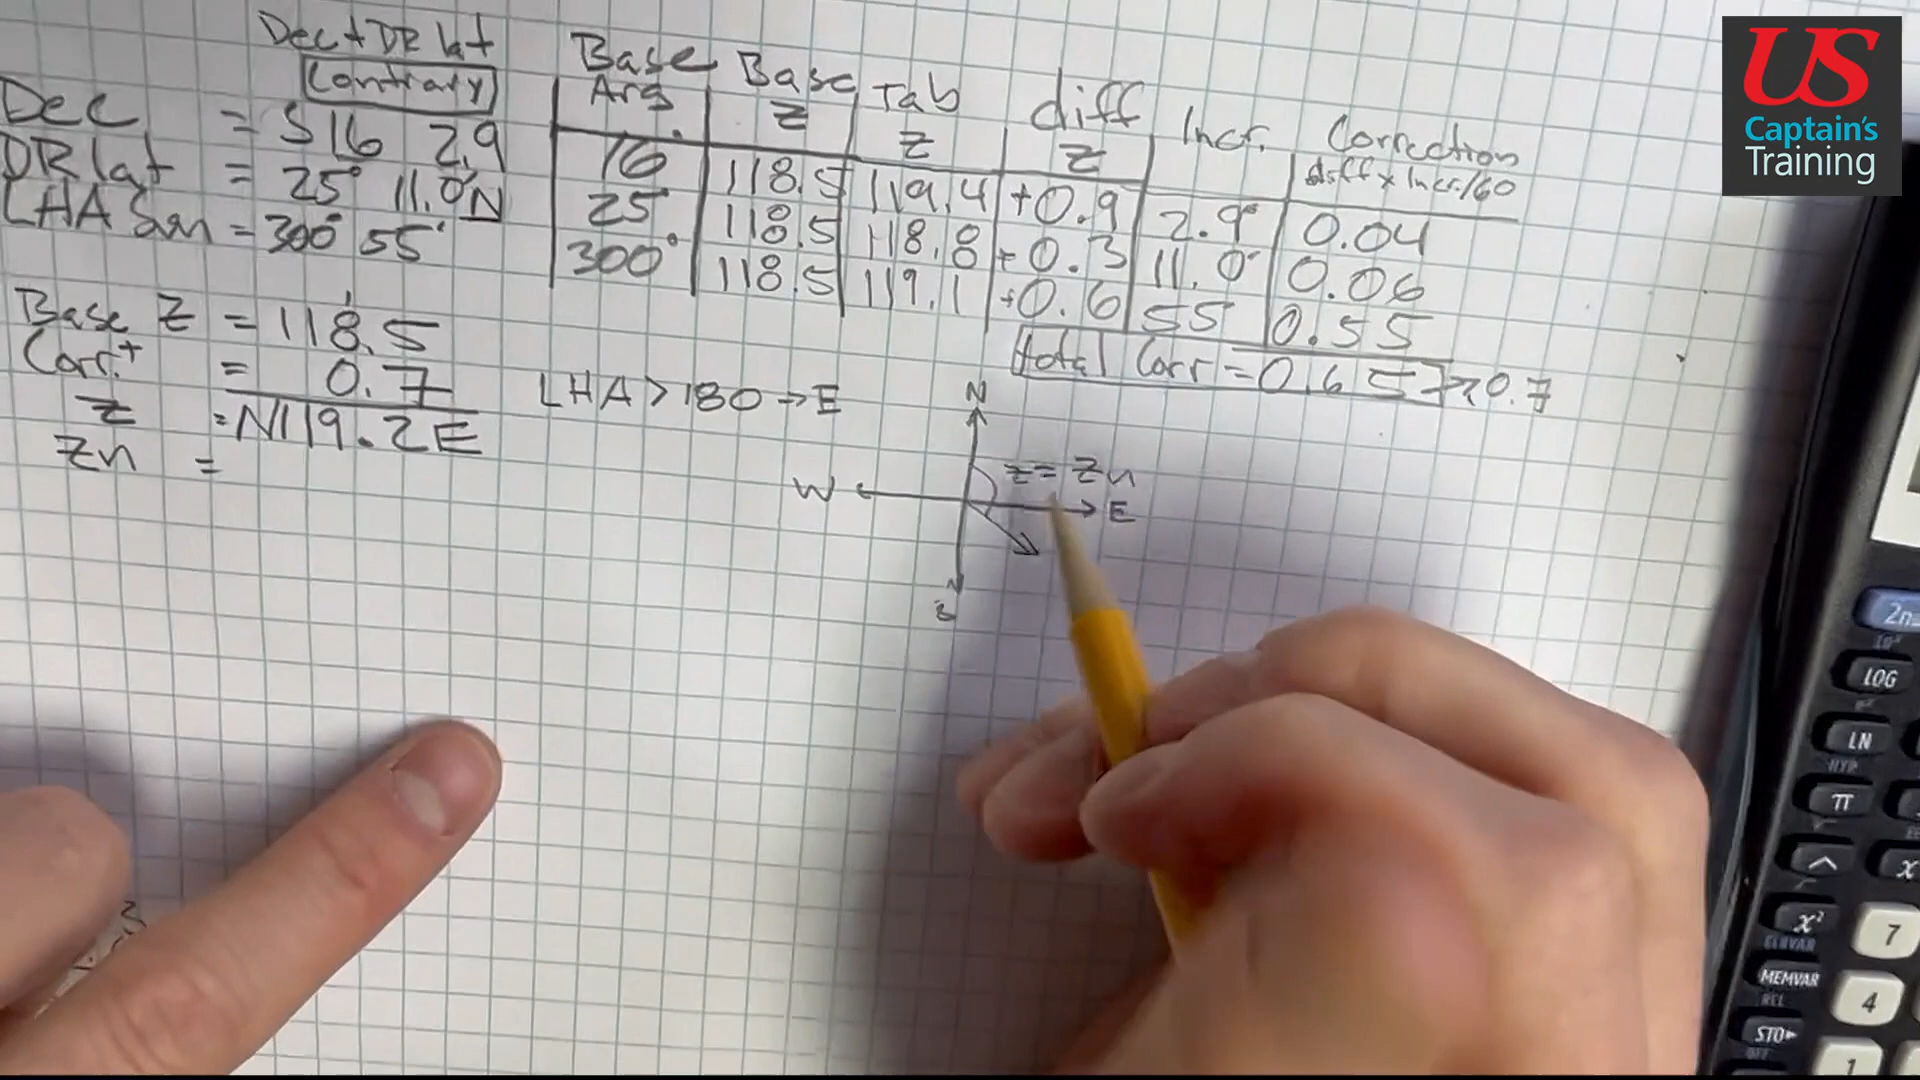 US
Captain's
Training
Dec + DR lat
Contrary
Dec = S16 2.9
DR lat = 25° 11.0'N
LHA Sun = 300° 55'
Base Z = 118.5
Corr.+ = 0.7
Z = N119.2E
Zn =
Base Arg. Base Z Tab Z diff Z Incr. Correction diff x Incr./60
16 118.5 119.4 +0.9 2.9' 0.04
25 118.5 118.8 +0.3 11.0' 0.06
300° 118.5 119.1 +0.6 55' 0.55
total Corr = 0.65 ≈0.7
LHA > 180 → E
N
Z = Zn
W E
S
2nd
LOG
LN
HYP
π
^
x²
7
MEMVAR
RCL
4
STO▸
1